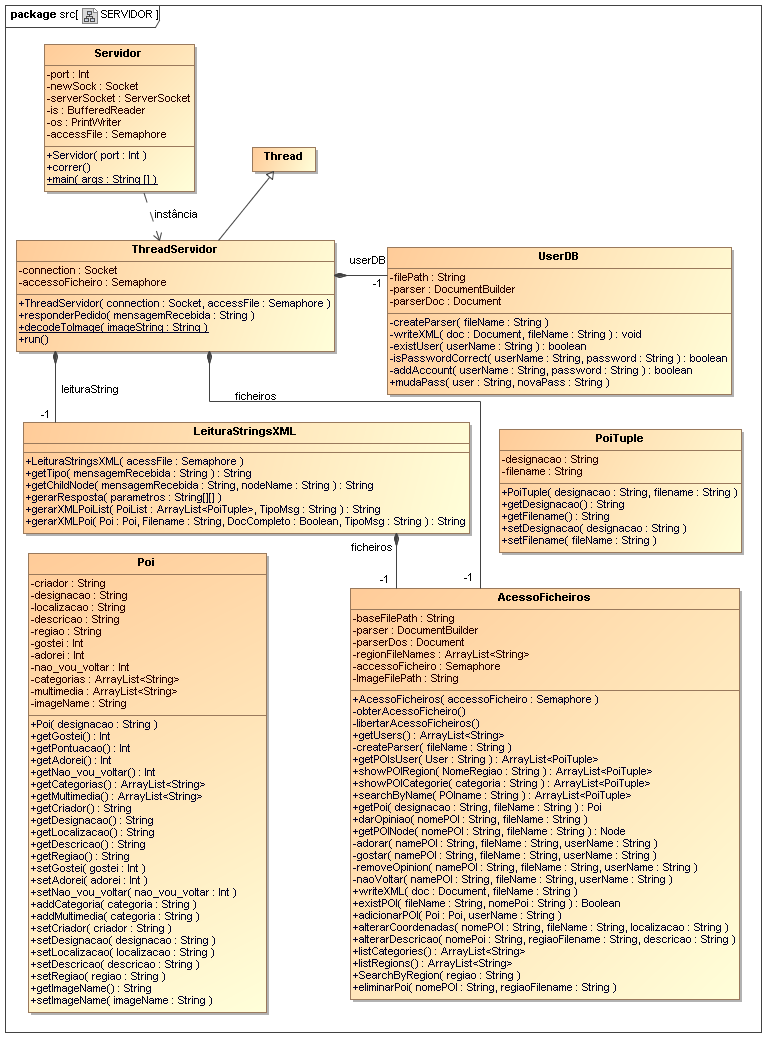 package src[ SERVIDOR ]
Servidor
-port : Int
-newSock : Socket
-serverSocket : ServerSocket
-is : BufferedReader
-os : PrintWriter
-accessFile : Semaphore
+Servidor( port : Int )
+correr()
+main( args : String [] )
Thread
instância
ThreadServidor
-connection : Socket
-accessoFicheiro : Semaphore
+ThreadServidor( connection : Socket, accessFile : Semaphore )
+responderPedido( mensagemRecebida : String )
+decodeToImage( imageString : String )
+run()
userDB
-1
UserDB
-filePath : String
-parser : DocumentBuilder
-parserDoc : Document
-createParser( fileName : String )
-writeXML( doc : Document, fileName : String ) : void
-existUser( userName : String ) : boolean
-isPasswordCorrect( userName : String, password : String ) : boolean
-addAccount( userName : String, password : String ) : boolean
+mudaPass( user : String, novaPass : String )
leituraString
-1
ficheiros
-1
LeituraStringsXML
+LeituraStringsXML( acessFile : Semaphore )
+getTipo( mensagemRecebida : String ) : String
+getChildNode( mensagemRecebida : String, nodeName : String ) : String
+gerarResposta( parametros : String[][] )
+gerarXMLPoiList( PoiList : ArrayList<PoiTuple>, TipoMsg : String ) : String
+gerarXMLPoi( Poi : Poi, Filename : String, DocCompleto : Boolean, TipoMsg : String ) : String
PoiTuple
-designacao : String
-filename : String
+PoiTuple( designacao : String, filename : String )
+getDesignacao() : String
+getFilename() : String
+setDesignacao( designacao : String )
+setFilename( fileName : String )
ficheiros
-1
Poi
-criador : String
-designacao : String
-localizacao : String
-descricao : String
-regiao : String
-gostei : Int
-adorei : Int
-nao_vou_voltar : Int
-categorias : ArrayList<String>
-multimedia : ArrayList<String>
-imageName : String
+Poi( designacao : String )
+getGostei() : Int
+getPontuacao() : Int
+getAdorei() : Int
+getNao_vou_voltar() : Int
+getCategorias() : ArrayList<String>
+getMultimedia() : ArrayList<String>
+getCriador() : String
+getDesignacao() : String
+getLocalizacao() : String
+getDescricao() : String
+getRegiao() : String
+setGostei( gostei : Int )
+setAdorei( adorei : Int )
+setNao_vou_voltar( nao_vou_voltar : Int )
+addCategoria( categoria : String )
+addMultimedia( categoria : String )
+setCriador( criador : String )
+setDesignacao( designacao : String )
+setLocalizacao( localizacao : String )
+setDescricao( descricao : String )
+setRegiao( regiao : String )
+getImageName() : String
+setImageName( imageName : String )
AcessoFicheiros
-baseFilePath : String
-parser : DocumentBuilder
-parserDos : Document
-regionFileNames : ArrayList<String>
-accessoFicheiro : Semaphore
-ImageFilePath : String
+AcessoFicheiros( accessoFicheiro : Semaphore )
-obterAcessoFicheiro()
-libertarAcessoFicheiros()
+getUsers() : ArrayList<String>
-createParser( fileName : String )
+getPOIsUser( User : String ) : ArrayList<PoiTuple>
+showPOIRegion( NomeRegiao : String ) : ArrayList<PoiTuple>
+showPOICategorie( categoria : String ) : ArrayList<PoiTuple>
+searchByName( POIname : String ) : ArrayList<PoiTuple>
+getPoi( designacao : String, fileName : String ) : Poi
+darOpiniao( nomePOI : String, fileName : String )
+getPOINode( nomePOI : String, fileName : String ) : Node
-adorar( namePOI : String, fileName : String, userName : String )
-gostar( namePOI : String, fileName : String, userName : String )
-removeOpinion( namePOI : String, fileName : String, userName : String )
-naoVoltar( namePOI : String, fileName : String, userName : String )
+writeXML( doc : Document, fileName : String )
+existPOI( fileName : String, nomePoi : String ) : Boolean
+adicionarPOI( Poi : Poi, userName : String )
+alterarCoordenadas( nomePOI : String, fileName : String, localizacao : String )
+alterarDescricao( nomePoi : String, regiaoFilename : String, descricao : String )
+listCategories() : ArrayList<String>
+listRegions() : ArrayList<String>
+SearchByRegion( regiao : String )
+eliminarPoi( nomePOI : String, regiaoFilename : String )